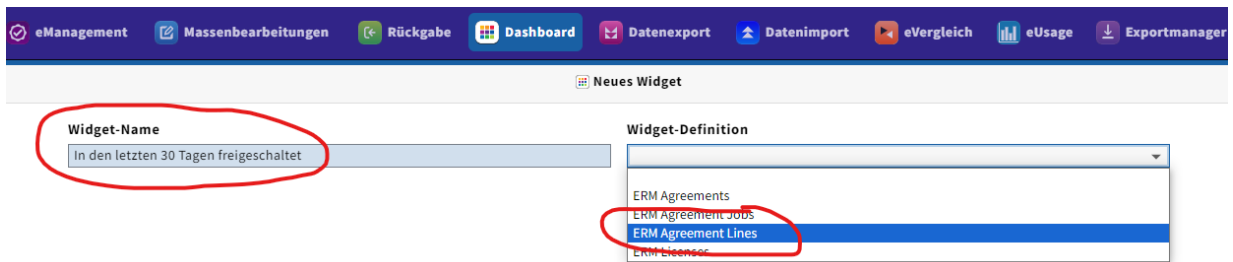 eManagement Massenbearbeitungen Rückgabe Dashboard Datenexport Datenimport eVergleich eUsage Exportmanager
Neues Widget
Widget-Name
In den letzten 30 Tagen freigeschaltet
Widget-Definition
ERM Agreements
ERM Agreement Jobs
ERM Agreement Lines
ERM Licenses